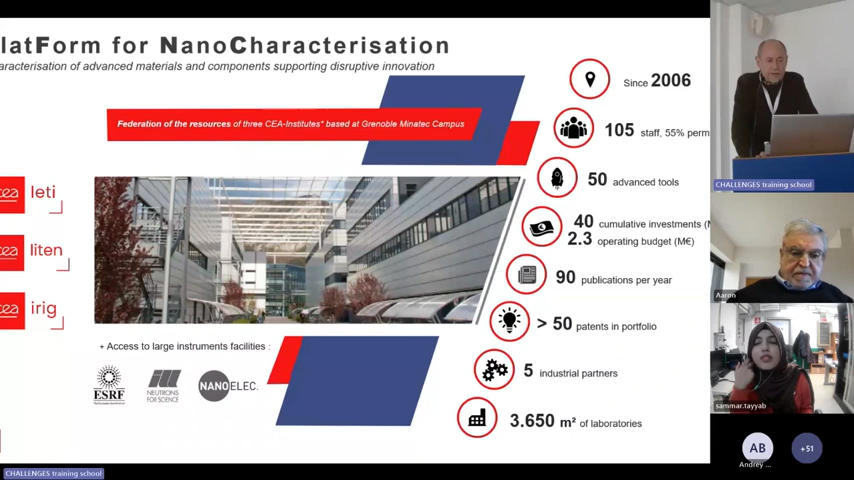 latForm for NanoCharacterisation
aracterisation of advanced materials and components supporting disruptive innovation
Federation of the resources of three CEA-Institutes* based at Grenoble Minatec Campus
Since 2006
105 staff, 55% perm
50 advanced tools
40 cumulative investments (M
2.3 operating budget (M€)
90 publications per year
> 50 patents in portfolio
5 industrial partners
3.650 m² of laboratories
cea leti
cea liten
cea irig
+ Access to large instruments facilities :
ESRF
NEUTRONS
FOR SCIENCE
NANOELEC.
CHALLENGES training school
Aaron
sammar.tayyab
AB
Andrey ...
+51
CHALLENGES training school